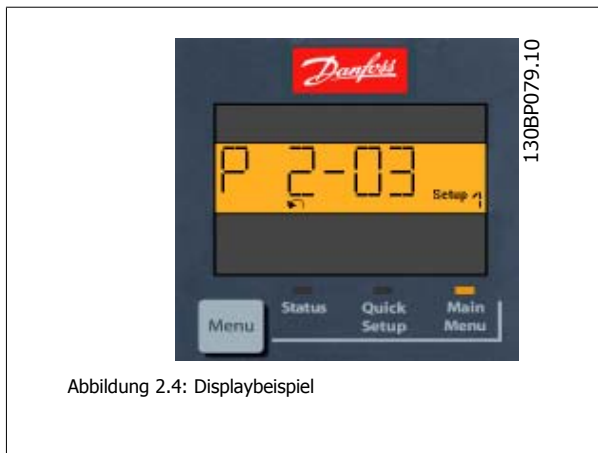 Danfoss
130BP079.10
P 2-03
Setup 1
Menu
Status
Quick Setup
Main Menu
Abbildung 2.4: Displaybeispiel